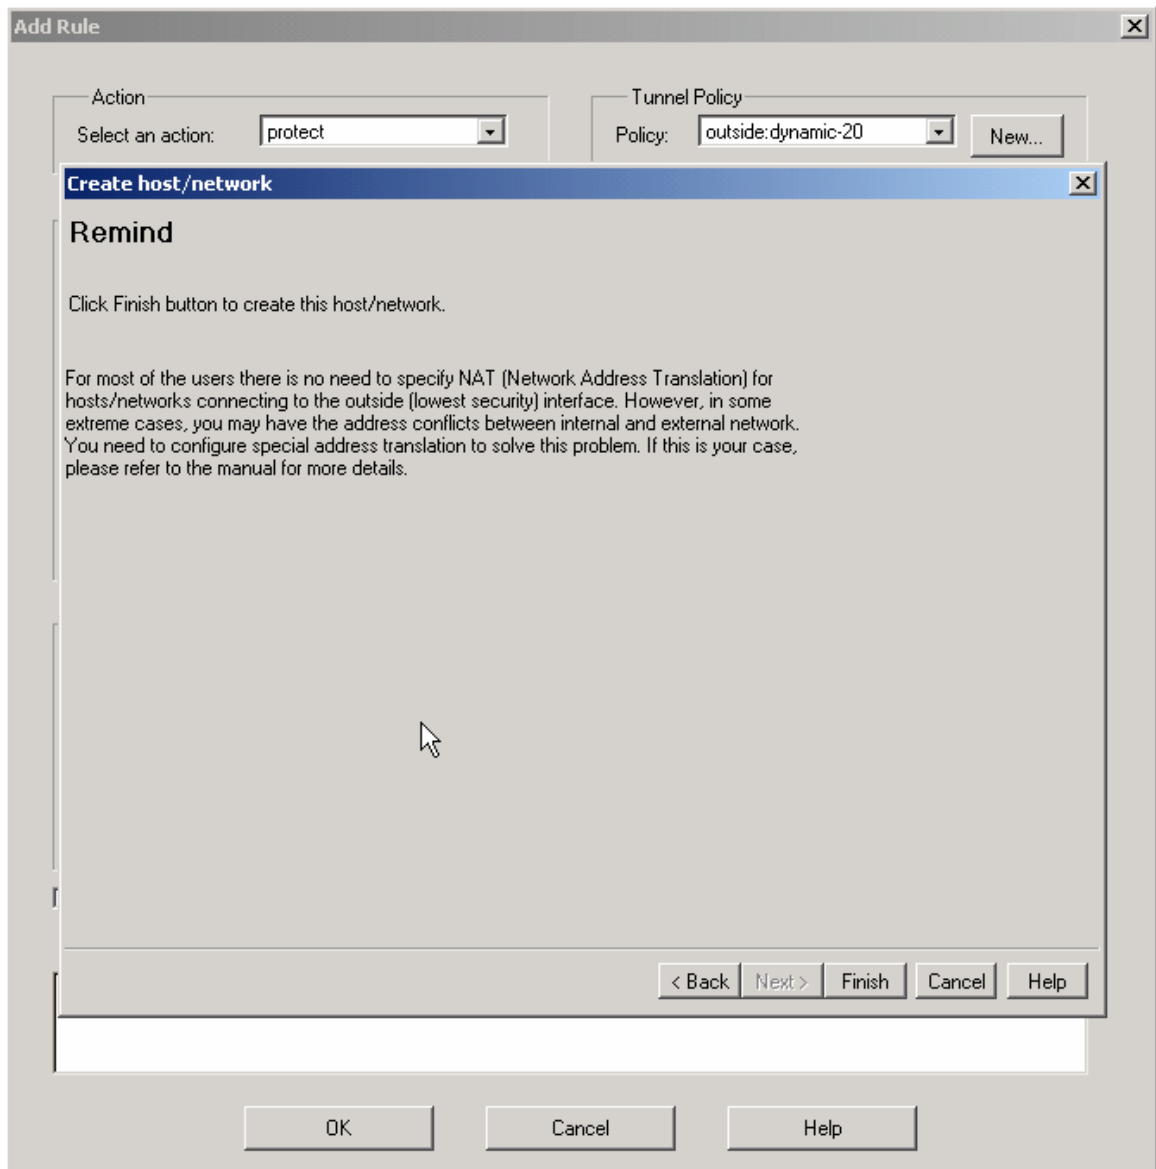 Add Rule
Action
Select an action: protect
Tunnel Policy
Policy: outside:dynamic-20 New...
Create host/network
Remind
Click Finish button to create this host/network.
For most of the users there is no need to specify NAT (Network Address Translation) for
hosts/networks connecting to the outside (lowest security) interface. However, in some
extreme cases, you may have the address conflicts between internal and external network.
You need to configure special address translation to solve this problem. If this is your case,
please refer to the manual for more details.
< Back Next > Finish Cancel Help
OK Cancel Help